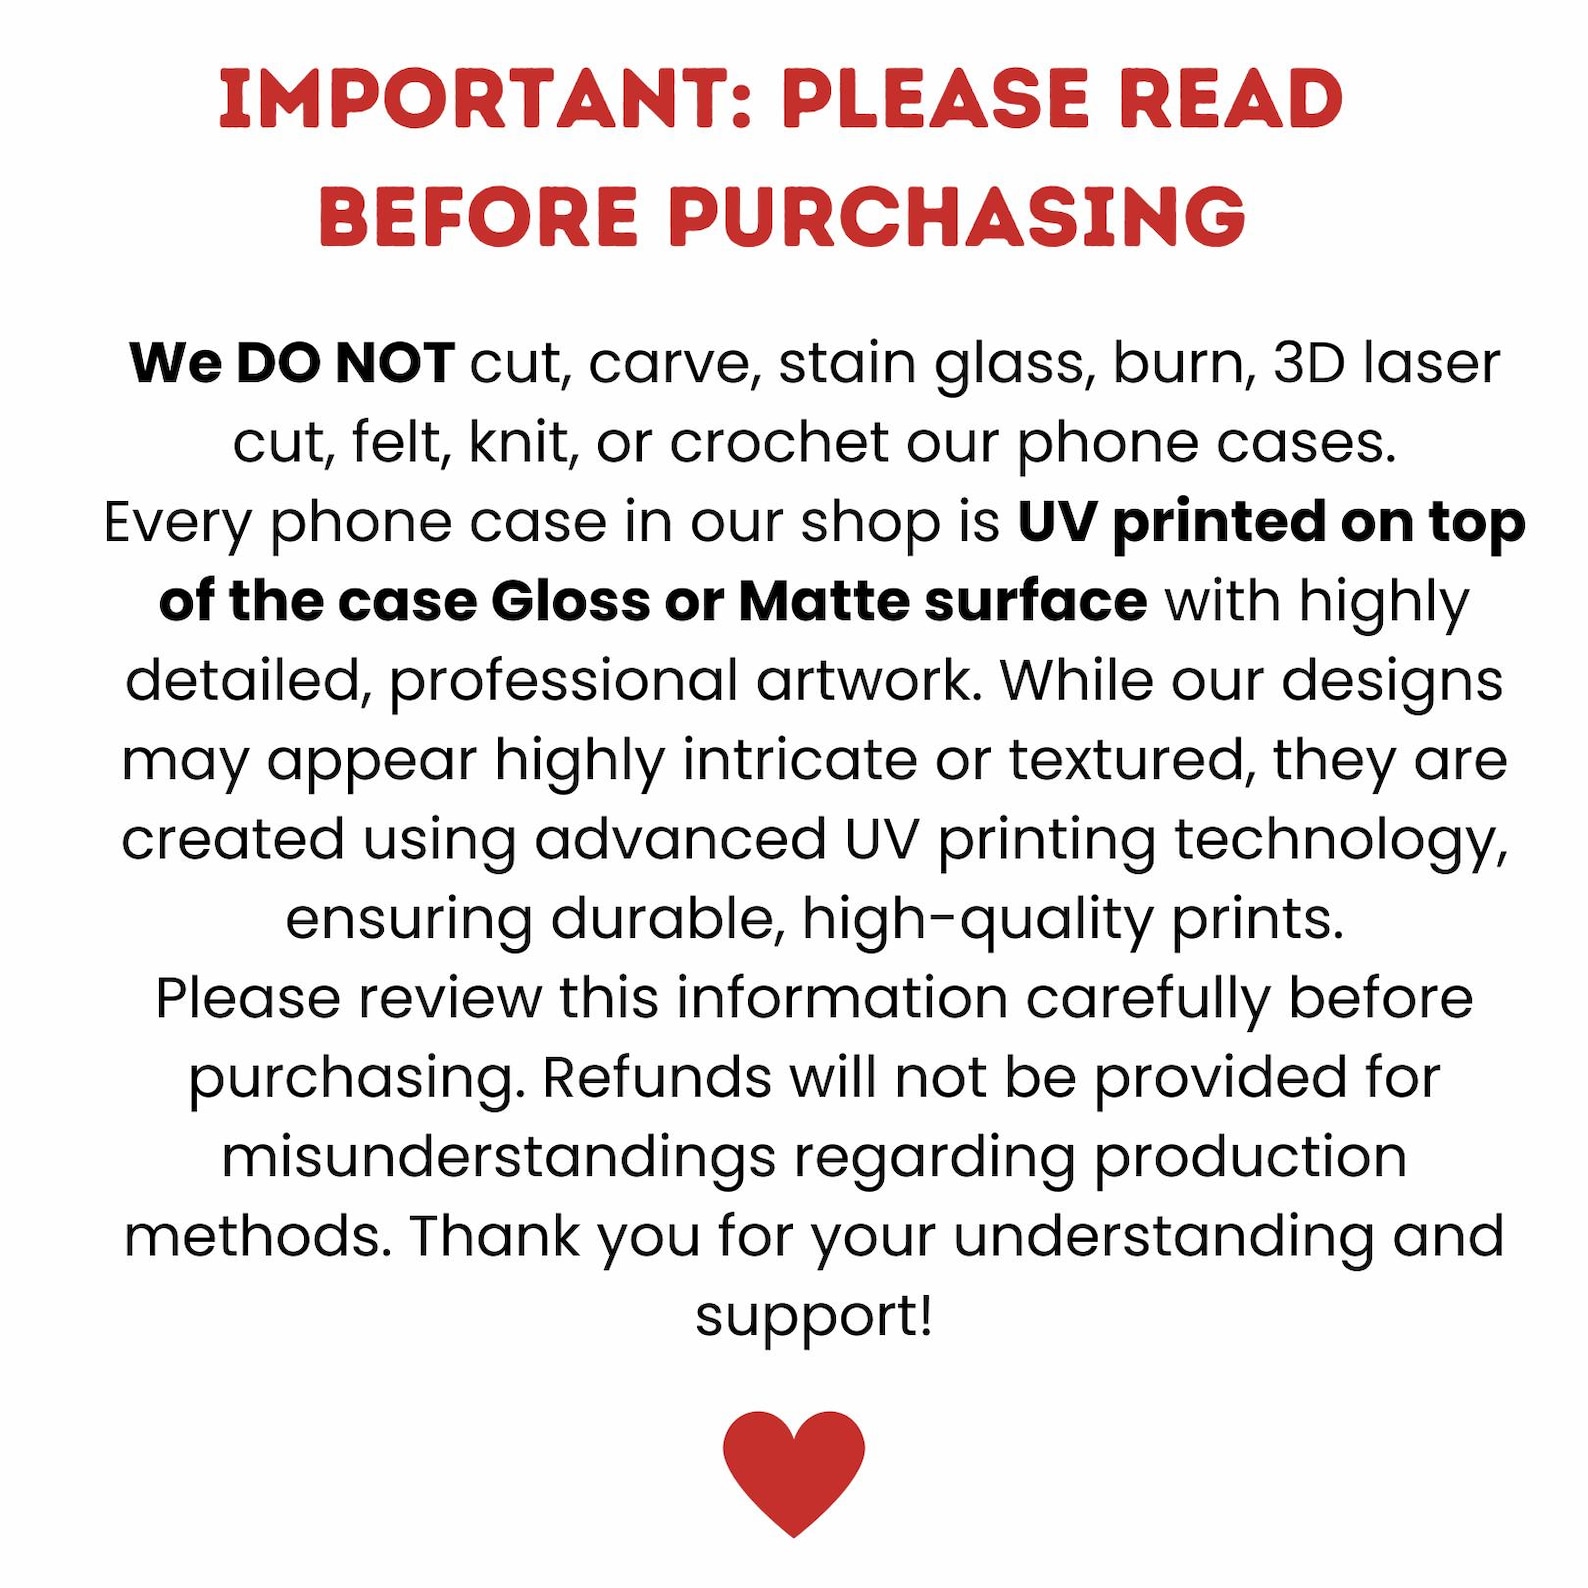 IMPORTANT: PLEASE READ
BEFORE PURCHASING
We DO NOT cut, carve, stain glass, burn, 3D laser
cut, felt, knit, or crochet our phone cases.
Every phone case in our shop is UV printed on top
of the case Gloss or Matte surface with highly
detailed, professional artwork. While our designs
may appear highly intricate or textured, they are
created using advanced UV printing technology,
ensuring durable, high-quality prints.
Please review this information carefully before
purchasing. Refunds will not be provided for
misunderstandings regarding production
methods. Thank you for your understanding and
support!